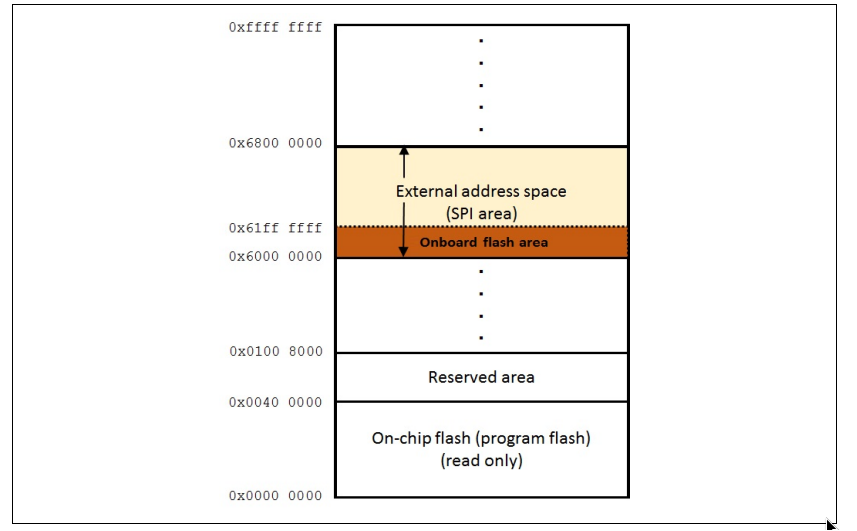 0xffff ffff
0x6800 0000
External address space
(SPI area)
0x61ff ffff
Onboard flash area
0x6000 0000
0x0100 8000
Reserved area
0x0040 0000
On-chip flash (program flash)
(read only)
0x0000 0000